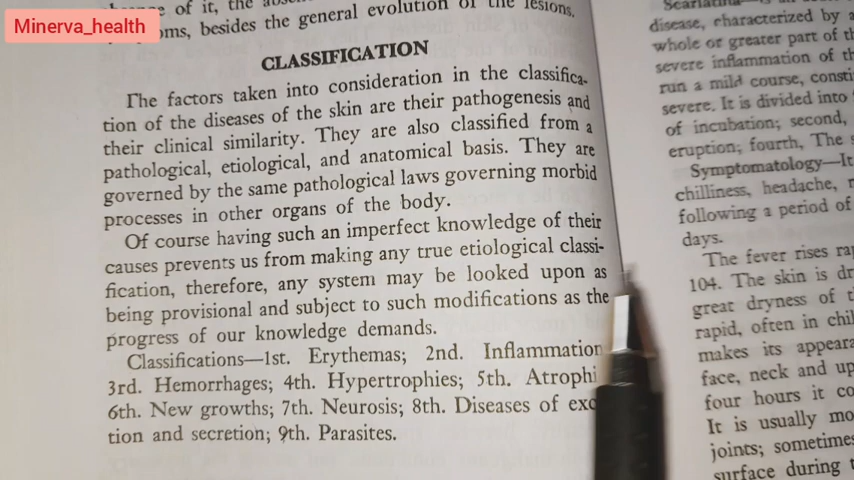 Minerva_health
of it, the
besides the general evolution of the lesions,
CLASSIFICATION
The factors taken into consideration in the classifica-
tion of the diseases of the skin are their pathogenesis and
their clinical similarity. They are also classified from a
pathological, etiological, and anatomical basis. They are
governed by the same pathological laws governing morbid
processes in other organs of the body.
Of course having such an imperfect knowledge of their
causes prevents us from making any true etiological classi-
fication, therefore, any system may be looked upon as
being provisional and subject to such modifications as the
progress of our knowledge demands.
Classifications—1st. Erythemas; 2nd. Inflammation
3rd. Hemorrhages; 4th. Hypertrophies; 5th. Atrophi
6th. New growths; 7th. Neurosis; 8th. Diseases of exc
tion and secretion; 9th. Parasites.
disease, characterized by a
whole or greater part of th
severe inflammation of th
run a mild course, consti
severe. It is divided into
of incubation; second,
eruption; fourth, The
Symptomatology—It
chilliness, headache,
following a period of
days.
The fever rises rap
104. The skin is dr
great dryness of t
rapid, often in chil
makes its appeara
face, neck and up
four hours it co
It is usually mo
joints; sometimes
surface during t